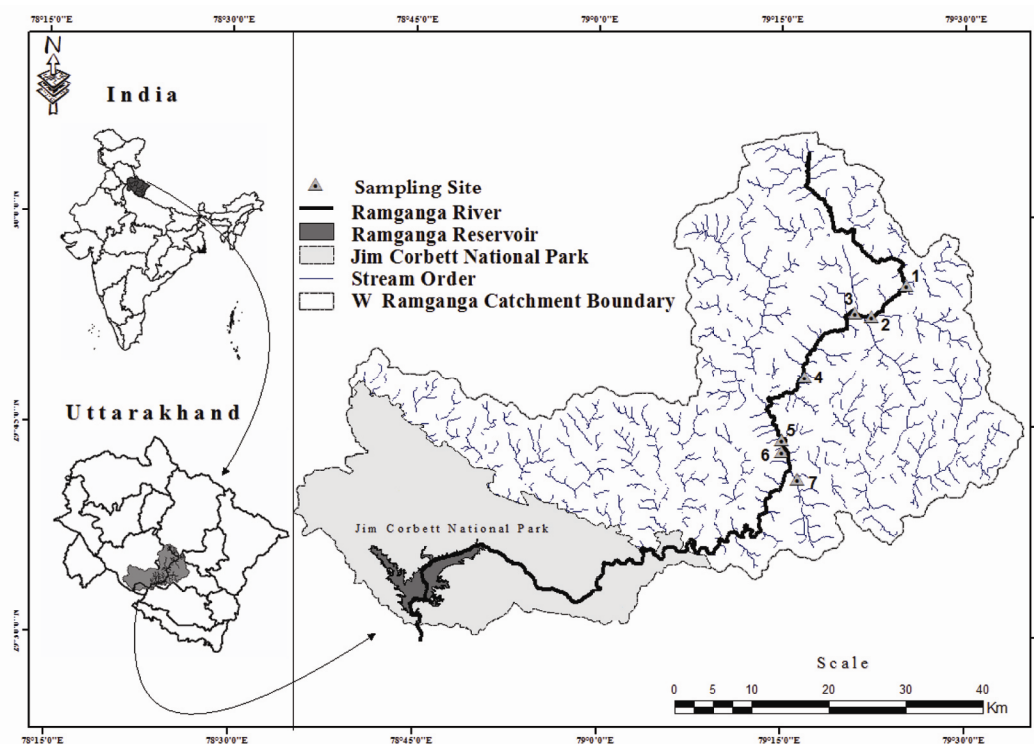 78°15'0"E 78°30'0"E 78°45'0"E 79°0'0"E 79°15'0"E 79°30'0"E
N
India
Sampling Site
Ramganga River
Ramganga Reservoir
Jim Corbett National Park
Stream Order
W Ramganga Catchment Boundary
1
3
2
4
5
6
7
Uttarakhand
Jim Corbett National Park
Scale
0 5 10 20 30 40
Km
78°15'0"E 78°30'0"E 78°45'0"E 79°0'0"E 79°15'0"E 79°30'0"E